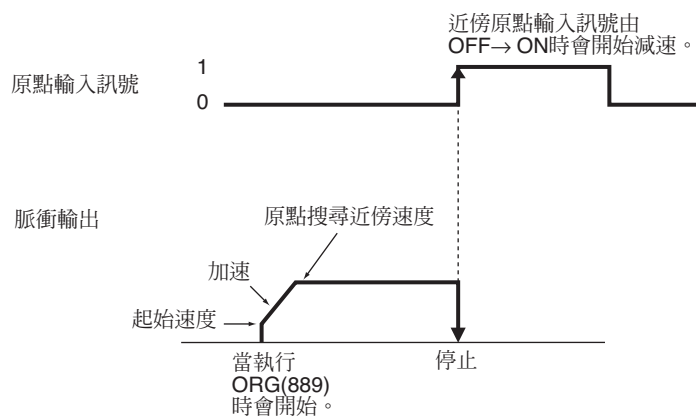 近傍原點輸入訊號由
OFF→ ON時會開始減速。
原點輸入訊號
1
0
脈衝輸出
原點搜尋近傍速度
加速
起始速度
當執行
ORG(889)
時會開始。
停止